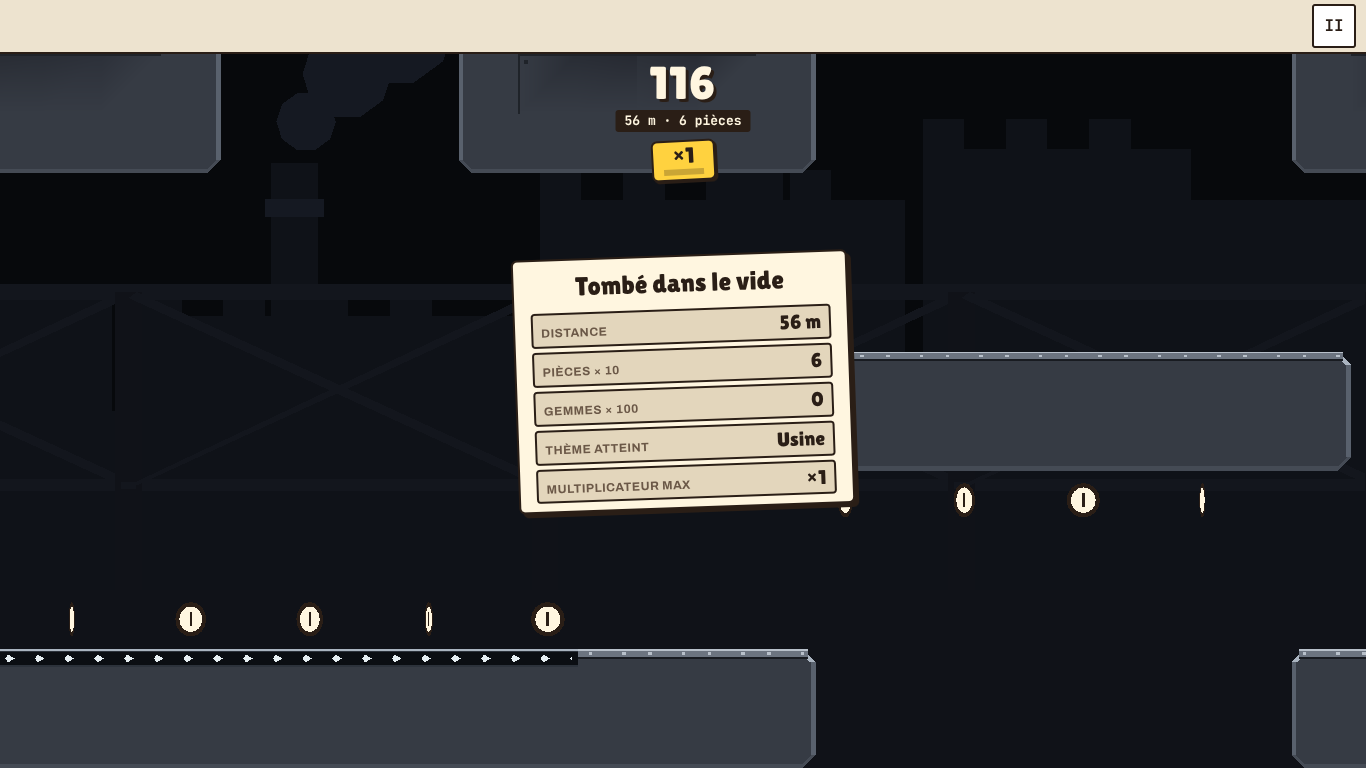 II
116
56 m · 6 pièces
×1
Tombé dans le vide
DISTANCE 56 m
PIÈCES × 10 6
GEMMES × 100 0
THÈME ATTEINT Usine
MULTIPLICATEUR MAX ×1